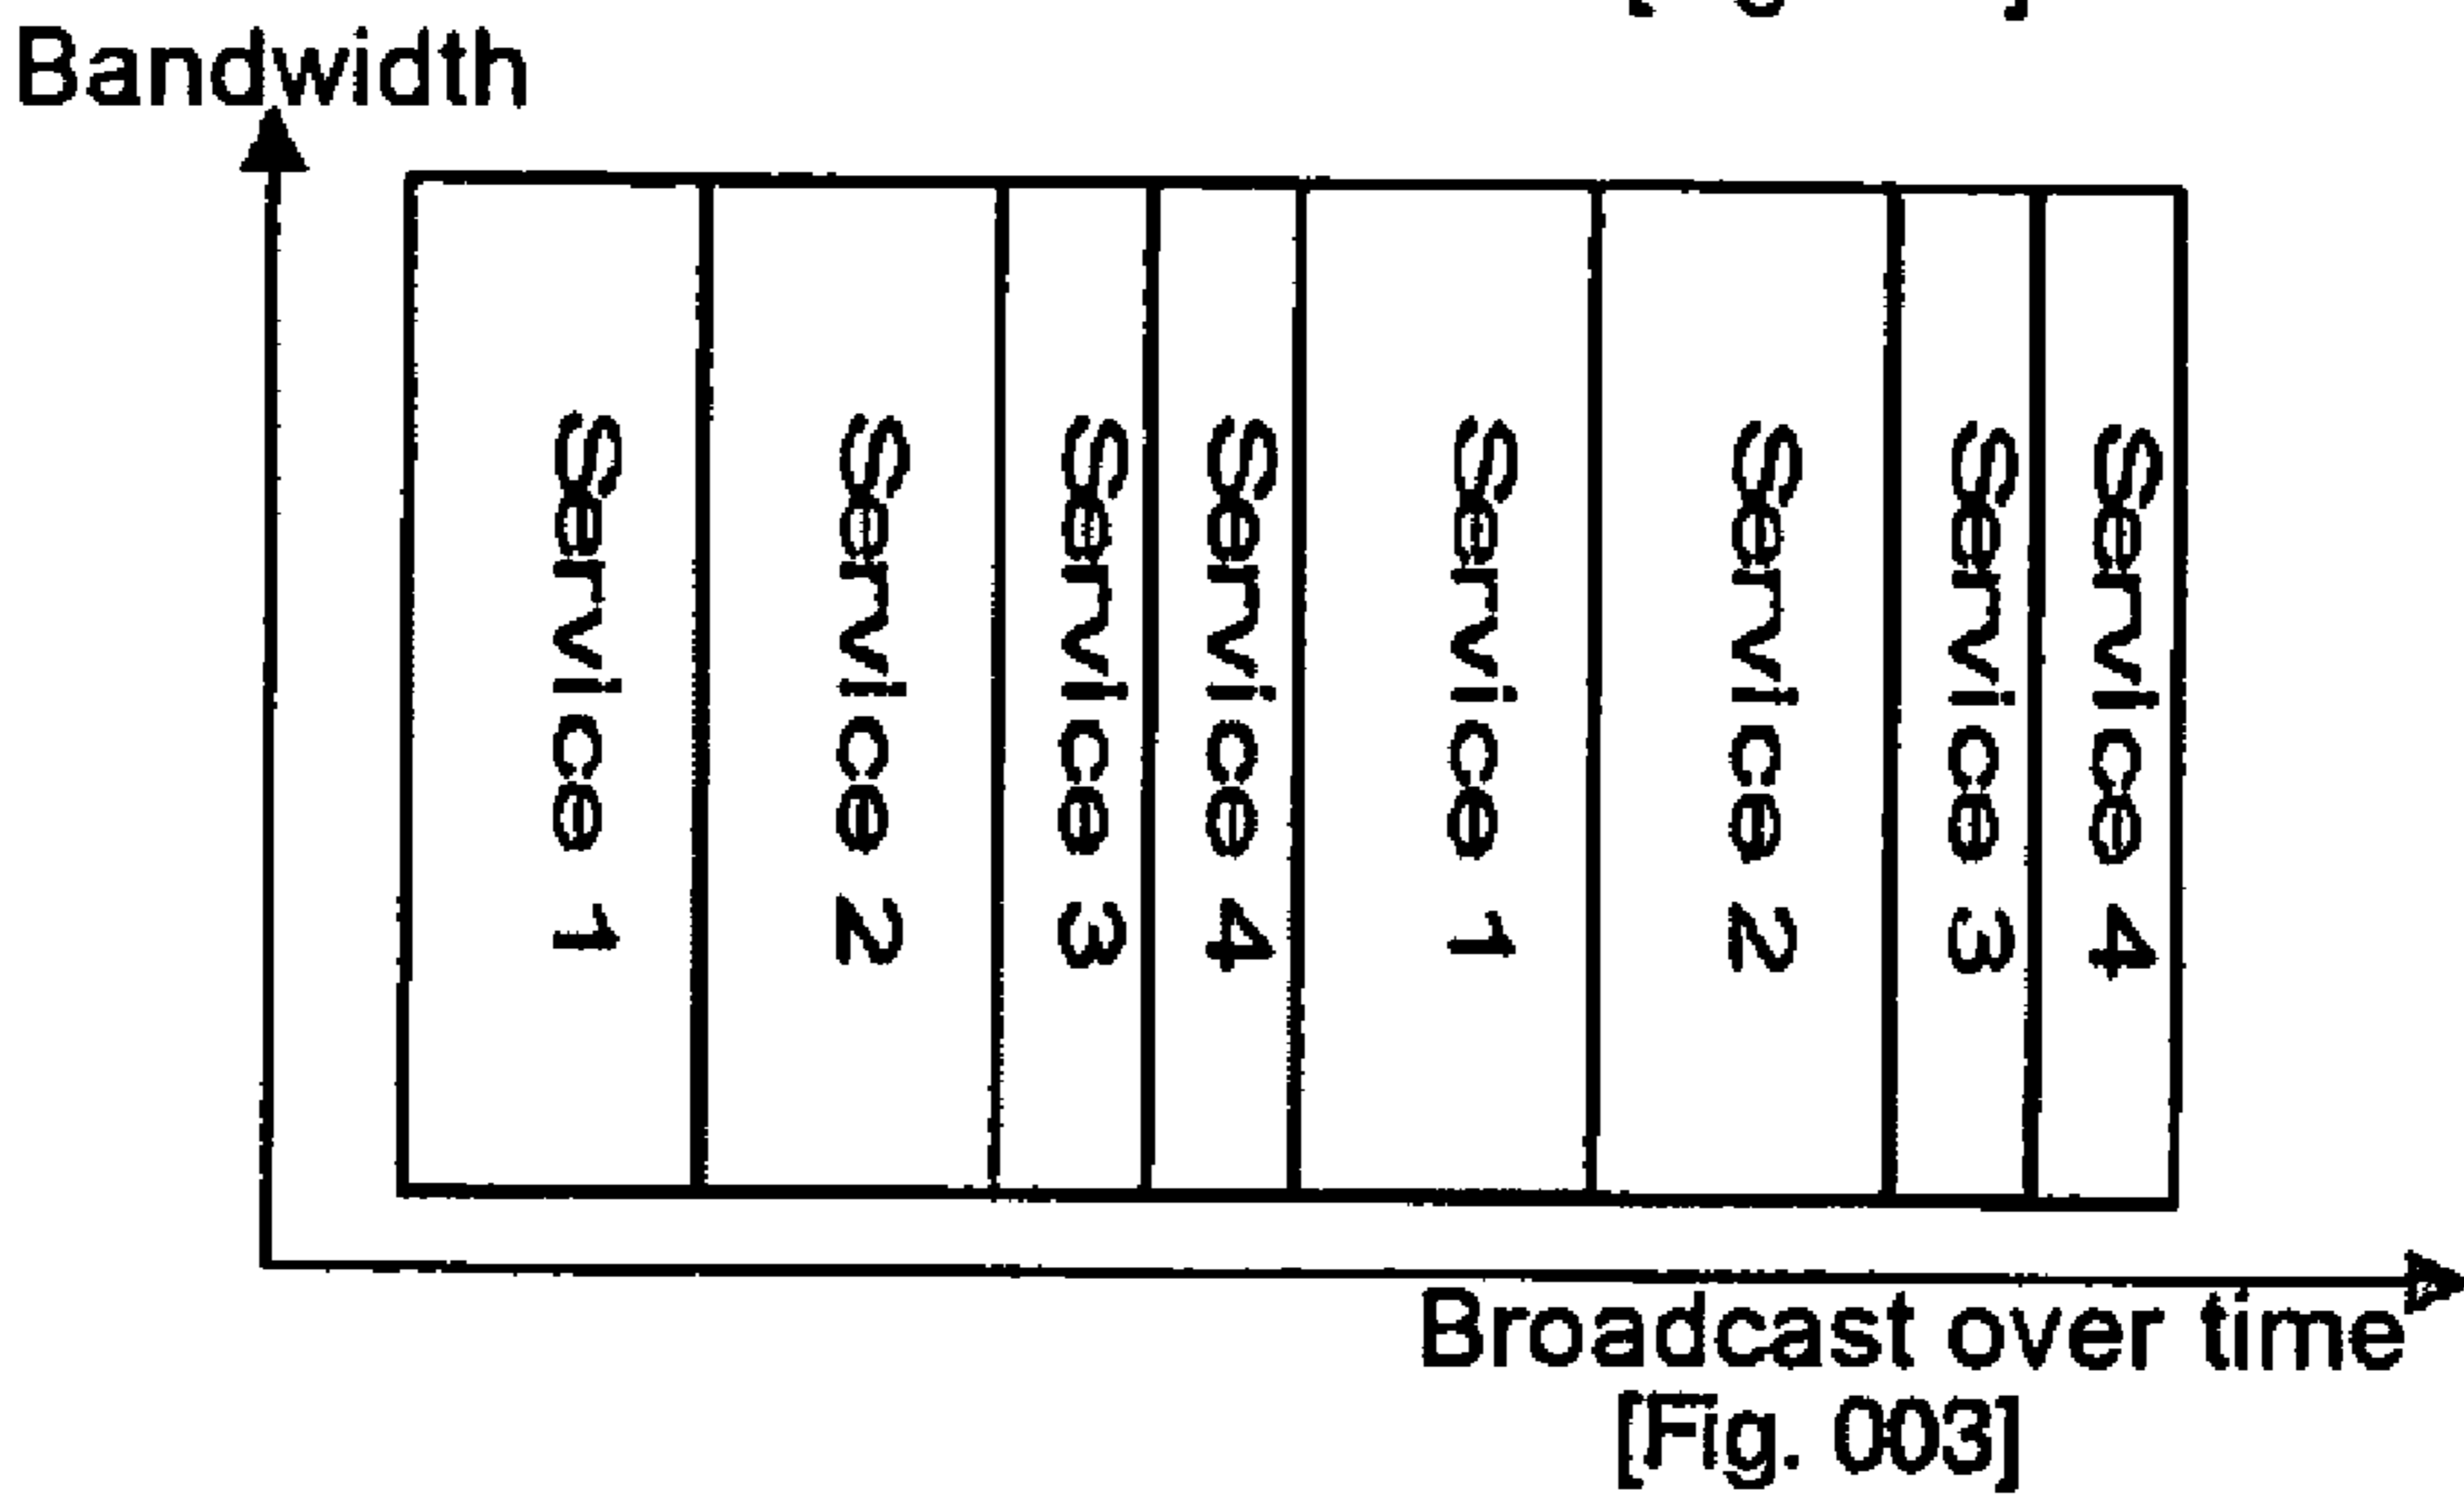 Bandwidth
Service 1
Service 2
Service 3
Service 4
Service 1
Service 2
Service 3
Service 4
Broadcast over time
[Fig. 003]